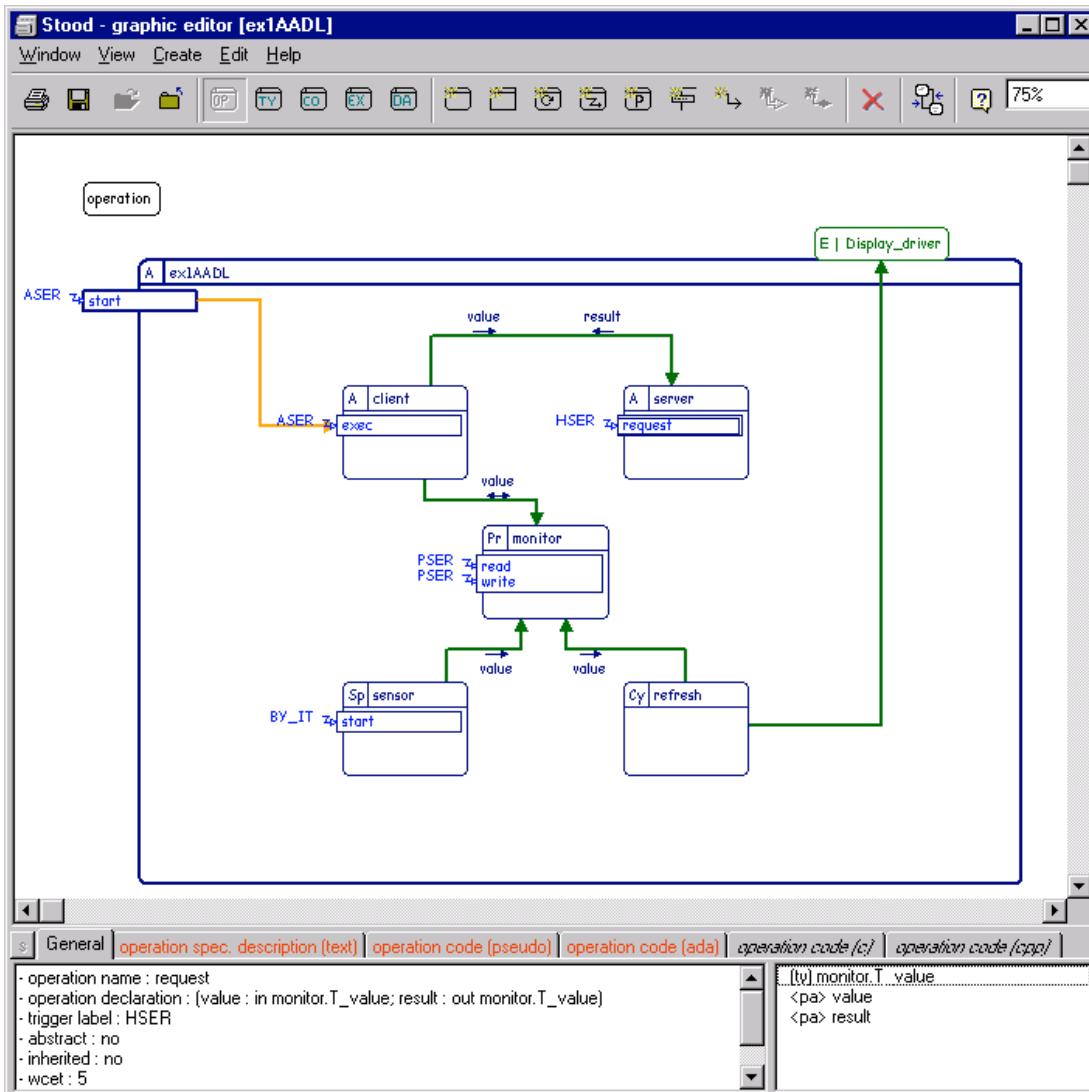 Stood - graphic editor [ex1AADL]
Window View Create Edit Help
OP TY CO EX DA P 75%
operation
E | Display_driver
A ex1AADL
ASER start
value result
A client A server
ASER exec HSER request
value
Pr monitor
PSER read
PSER write
value value
Sp sensor Cy refresh
BY_IT start
s General operation spec. description (text) operation code (pseudo) operation code (ada) operation code (c) operation code (cpp)
- operation name : request
- operation declaration : (value : in monitor.T_value; result : out monitor.T_value)
- trigger label : HSER
- abstract : no
- inherited : no
- wcet : 5
(ty) monitor.T_value
<pa> value
<pa> result